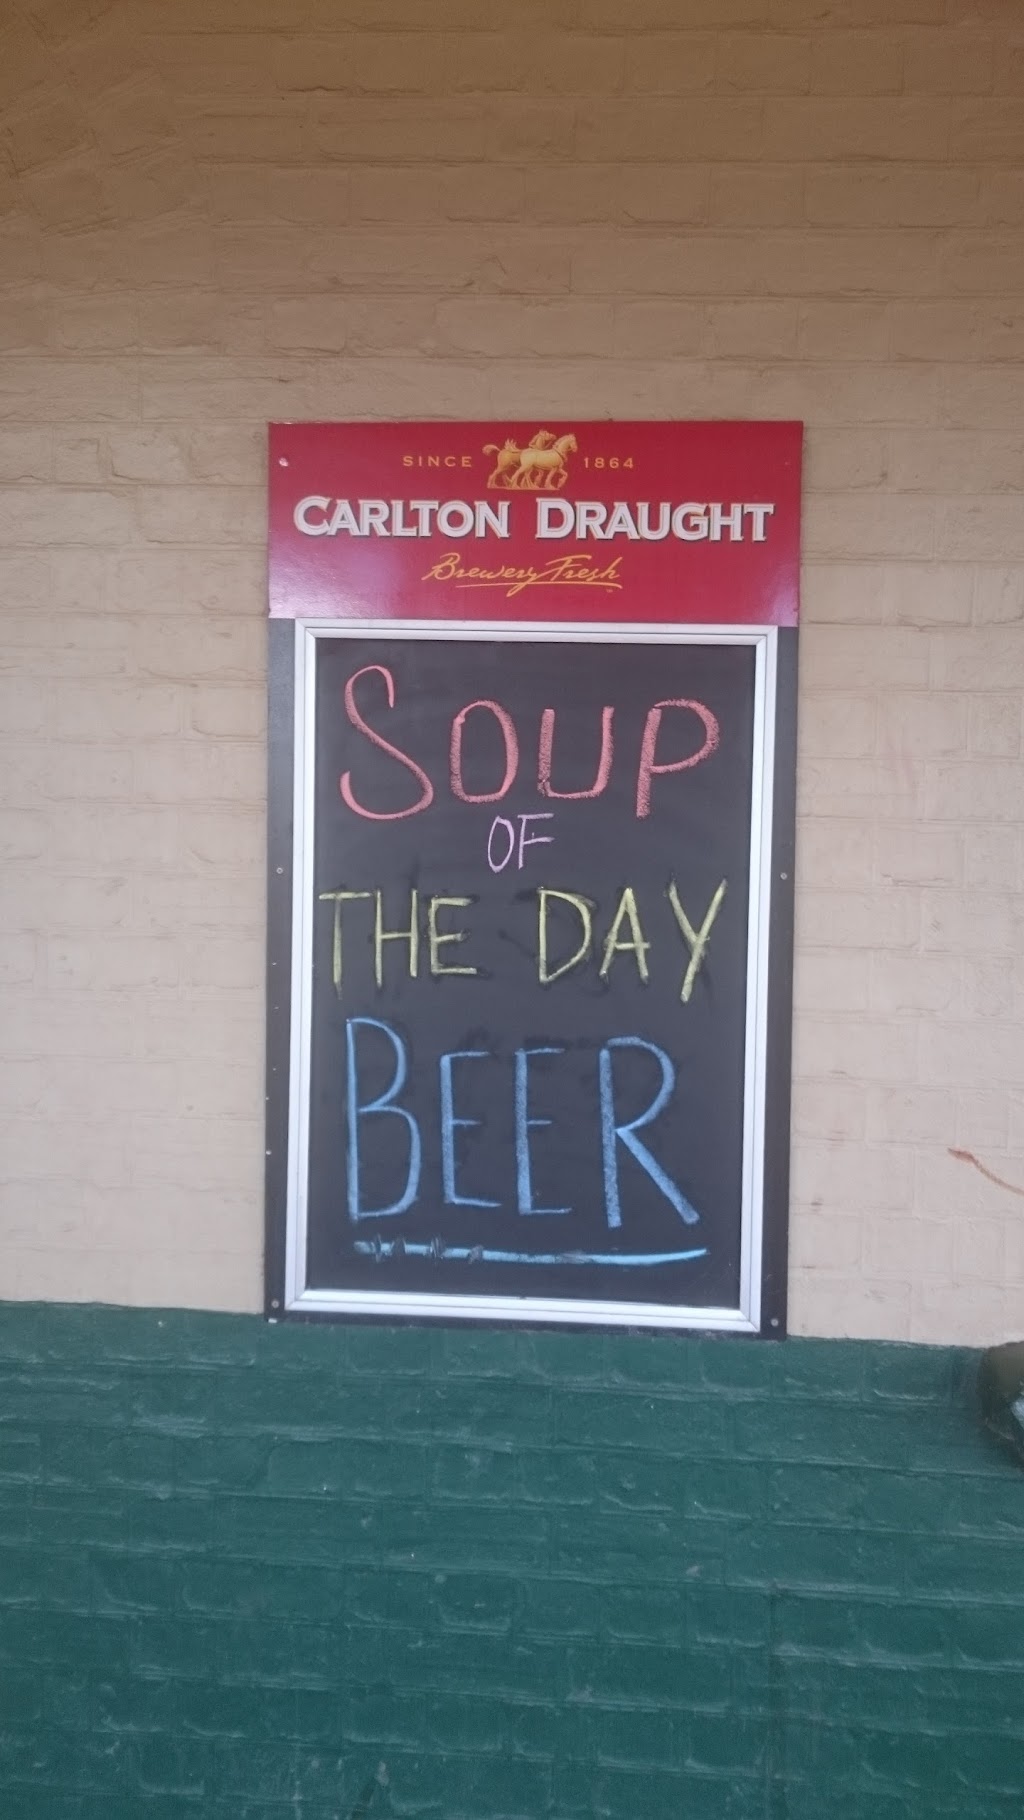 SINCE 1864
CARLTON DRAUGHT
Brewery Fresh
SOUP
OF
THE DAY
BEER